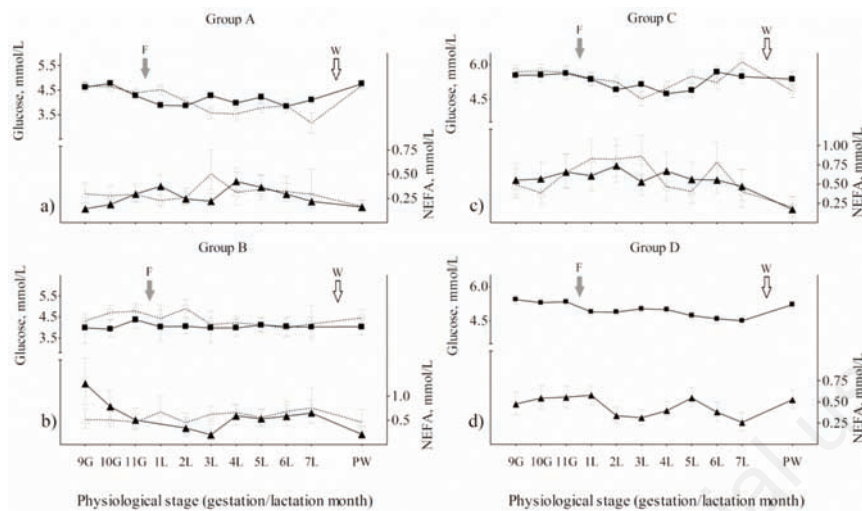 Group A
F
W
Glucose, mmol/L
5.5
4.5
3.5
0.75
0.50
0.25
NEFA, mmol/L
a)
Group C
F
W
Glucose, mmol/L
6.0
4.5
1.00
0.75
0.50
0.25
NEFA, mmol/L
c)
Group B
F
W
Glucose, mmol/L
5.5
4.5
3.5
1.0
0.5
NEFA, mmol/L
b)
9G 10G 11G 1L 2L 3L 4L 5L 6L 7L PW
Physiological stage (gestation/lactation month)
Group D
F
W
Glucose, mmol/L
6.0
4.5
0.75
0.50
0.25
NEFA, mmol/L
d)
9G 10G 11G 1L 2L 3L 4L 5L 6L 7L PW
Physiological stage (gestation/lactation month)